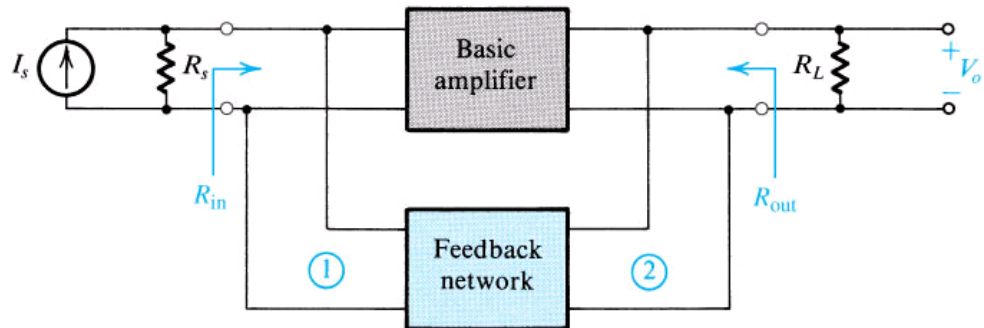 Basic
amplifier
I_s
R_s
R_L
+
V_o
−
R_in
R_out
Feedback
network
1
2